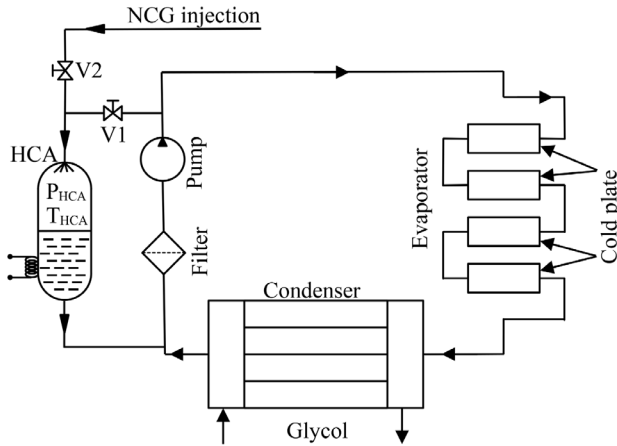 NCG injection
V2
V1
HCA
PHCA
THCA
Pump
Filter
Evaporator
Cold plate
Condenser
Glycol